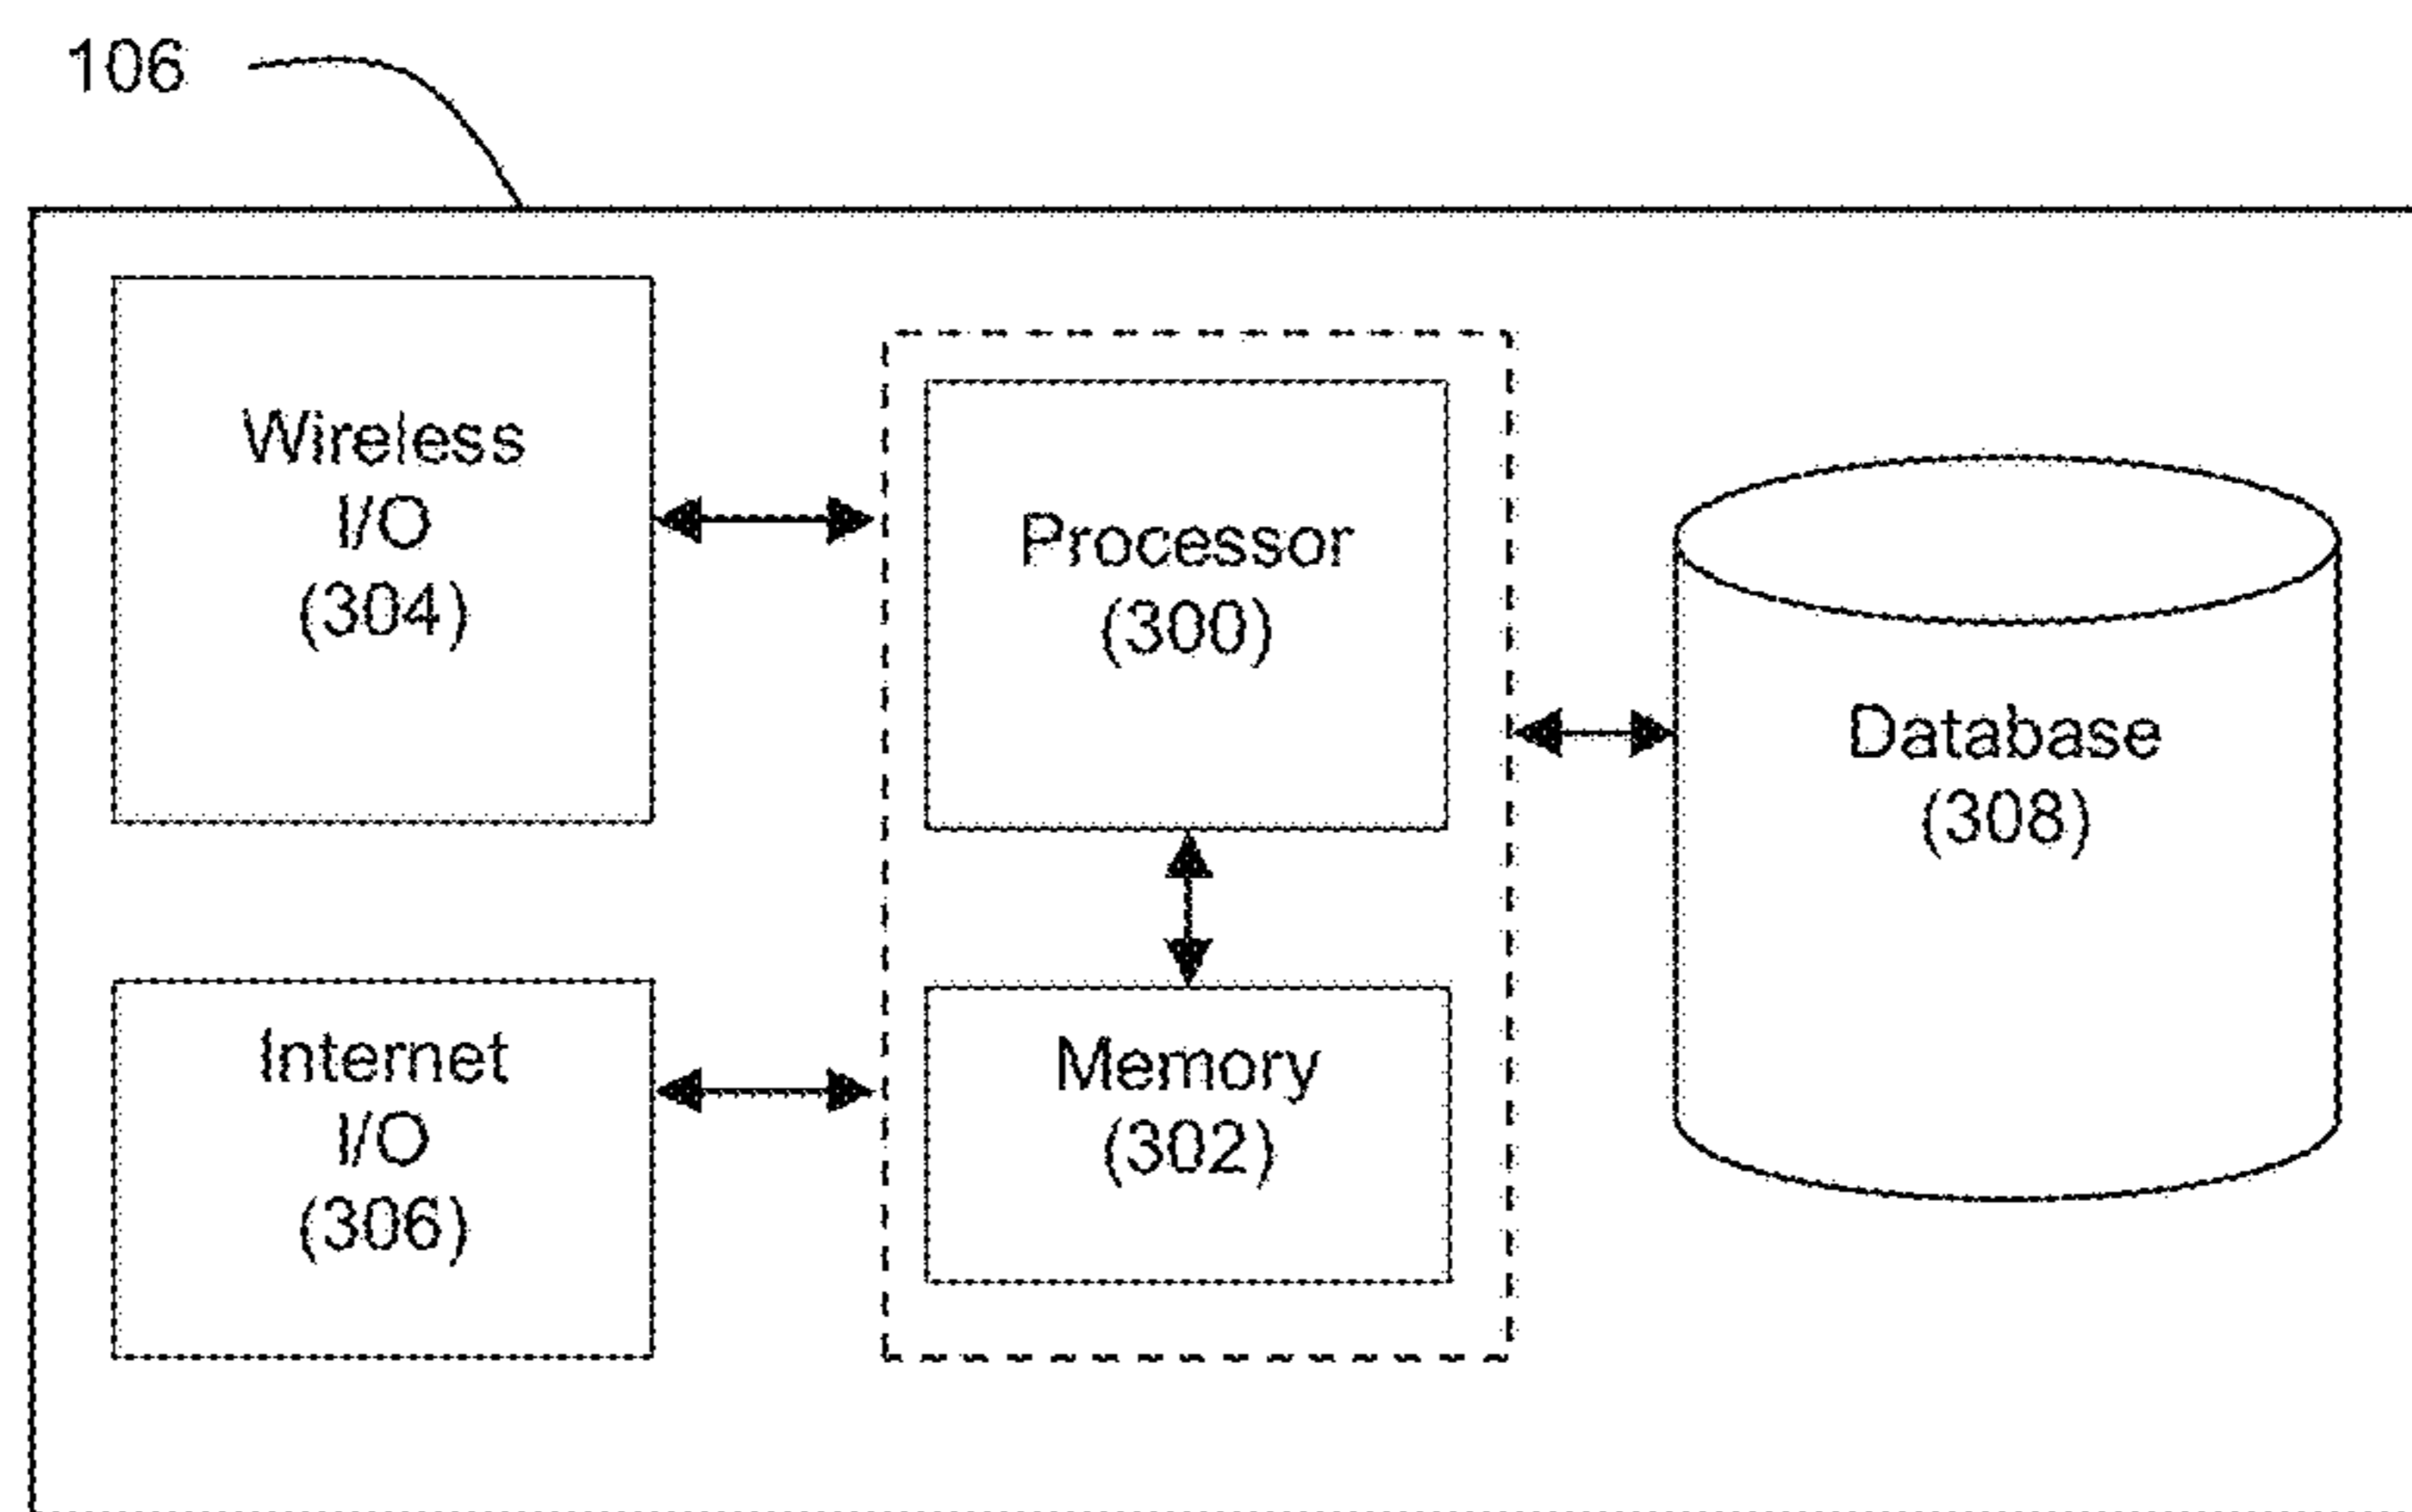 106
Wireless
I/O
(304)
Processor
(300)
Database
(308)
Internet
I/O
(306)
Memory
(302)